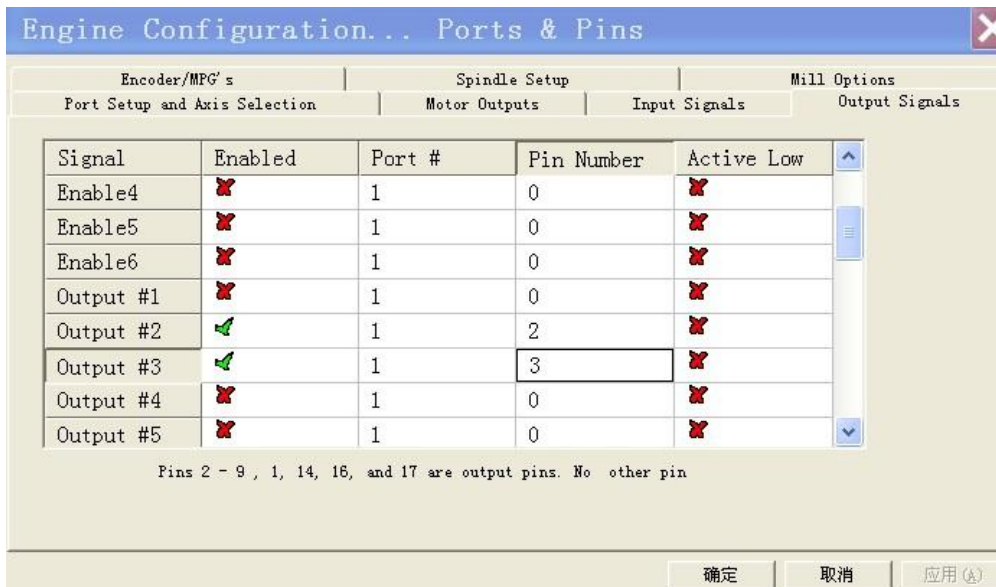 Engine Configuration... Ports & Pins
Encoder/MPG's Spindle Setup Mill Options
Port Setup and Axis Selection Motor Outputs Input Signals Output Signals
Signal Enabled Port # Pin Number Active Low
Enable4 1 0
Enable5 1 0
Enable6 1 0
Output #1 1 0
Output #2 1 2
Output #3 1 3
Output #4 1 0
Output #5 1 0
Pins 2 - 9 , 1, 14, 16, and 17 are output pins. No other pin
确定 取消 应用(A)